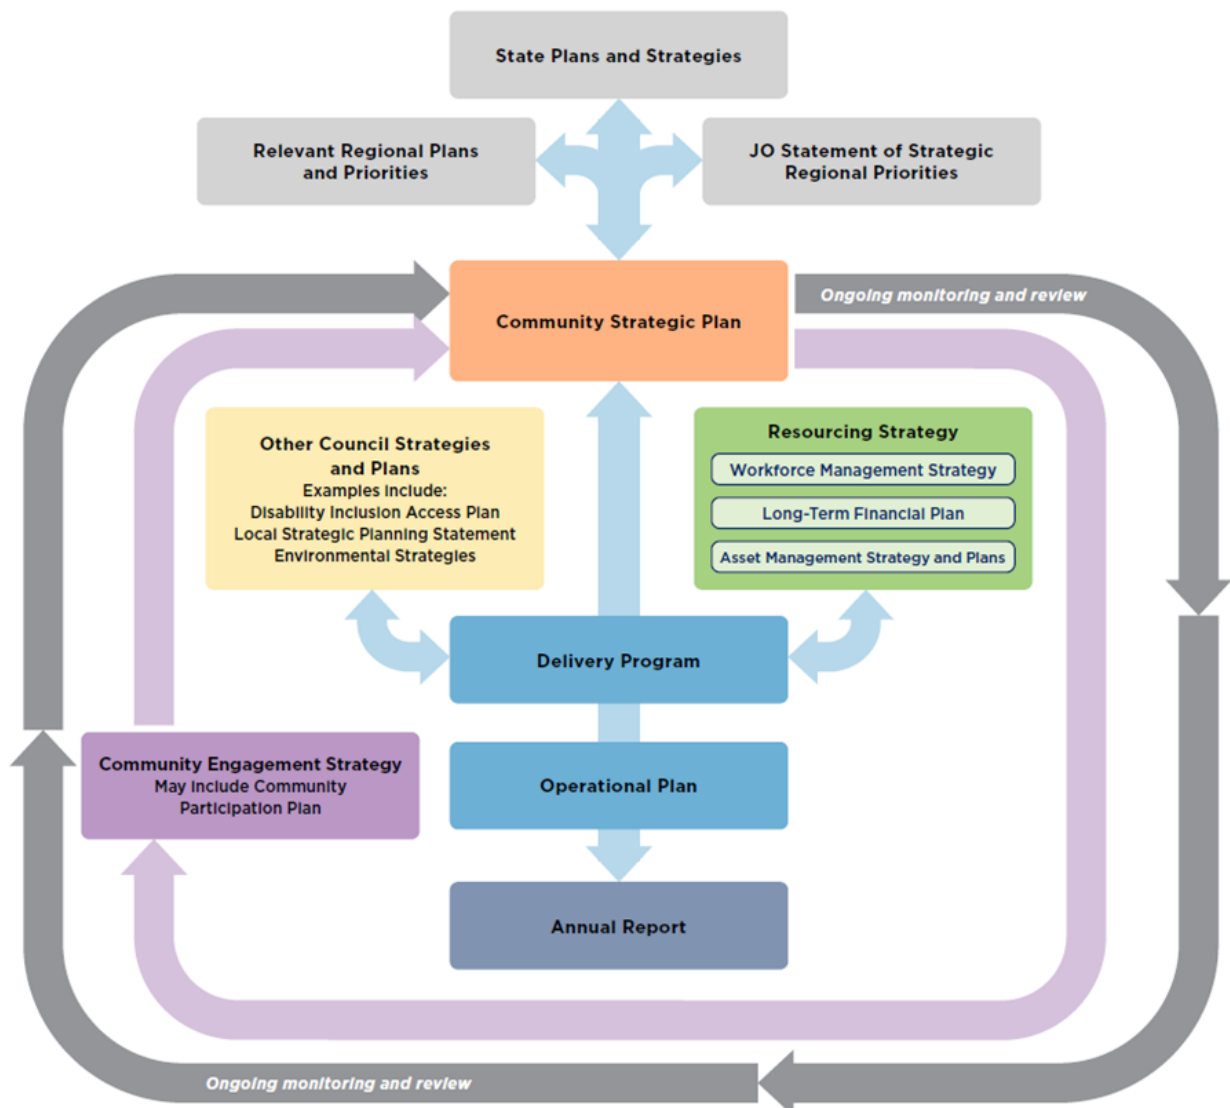 State Plans and Strategies
Relevant Regional Plans
and Priorities
JO Statement of Strategic
Regional Priorities
Ongoing monitoring and review
Community Strategic Plan
Other Council Strategies
and Plans
Examples include:
Disability Inclusion Access Plan
Local Strategic Planning Statement
Environmental Strategies
Resourcing Strategy
Workforce Management Strategy
Long-Term Financial Plan
Asset Management Strategy and Plans
Delivery Program
Community Engagement Strategy
May include Community
Participation Plan
Operational Plan
Annual Report
Ongoing monitoring and review